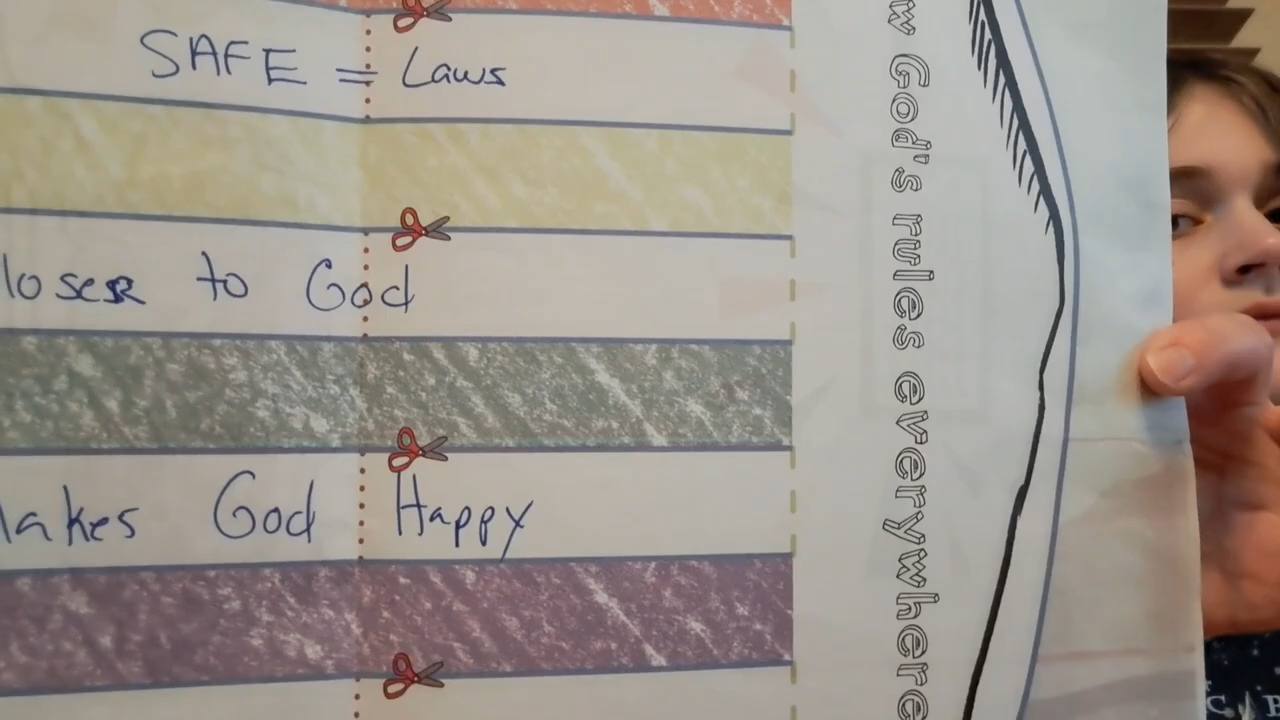 SAFE = Laws
loser to God
akes God Happy
w God's rules everywhere
C B